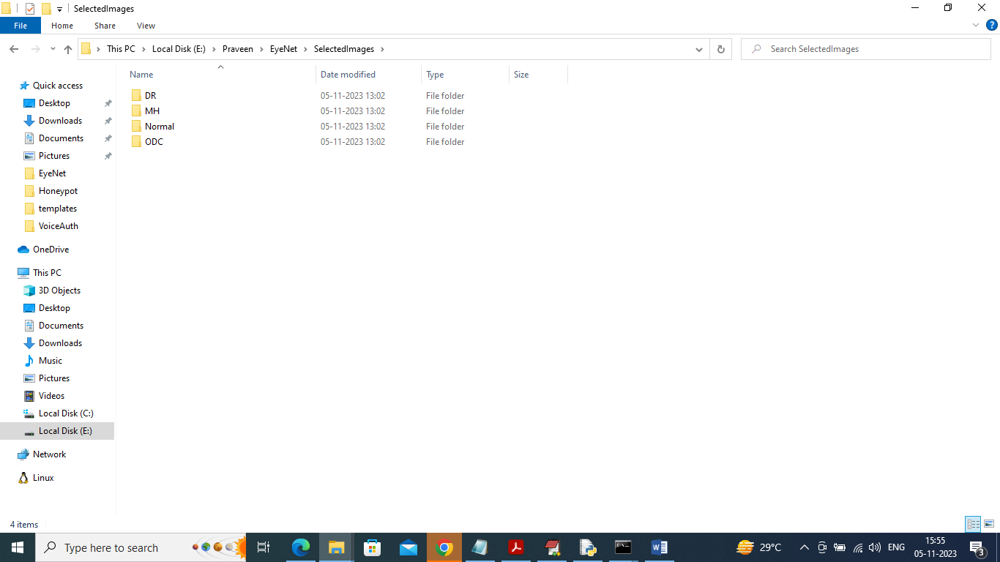 SelectedImages
File Home Share View
This PC Local Disk (E:) Praveen EyeNet SelectedImages Search SelectedImages
Name Date modified Type Size
DR 05-11-2023 13:02 File folder
MH 05-11-2023 13:02 File folder
Normal 05-11-2023 13:02 File folder
ODC 05-11-2023 13:02 File folder
Quick access
Desktop
Downloads
Documents
Pictures
EyeNet
Honeypot
templates
VoiceAuth
OneDrive
This PC
3D Objects
Desktop
Documents
Downloads
Music
Pictures
Videos
Local Disk (C:)
Local Disk (E:)
Network
Linux
4 items
Type here to search 29°C ENG 15:55
05-11-2023 3